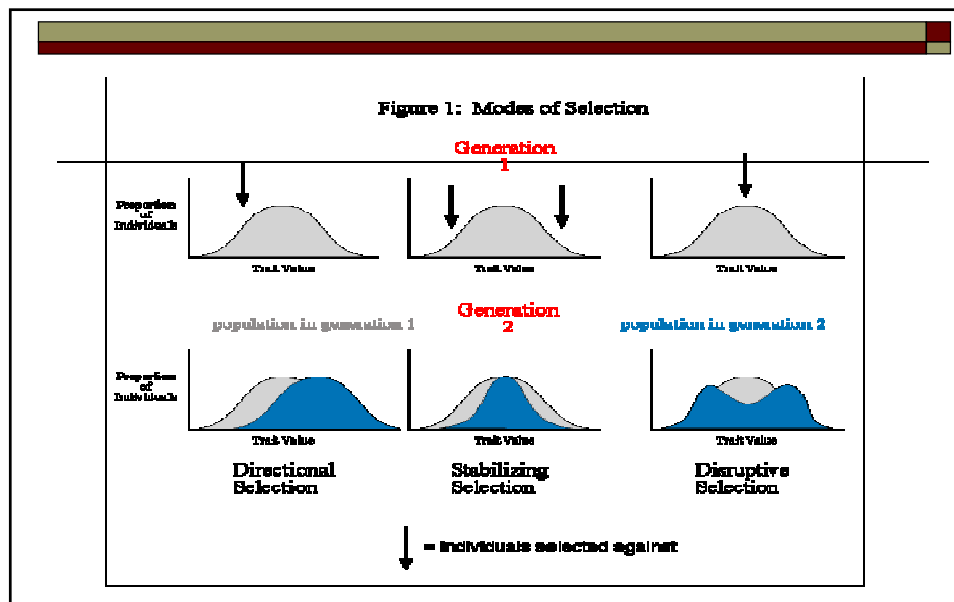 Figure 1: Modes of Selection
Generation
1
Proportion
of
Individuals
Trait Value
Trait Value
Trait Value
Generation
2
population in generation 1
population in generation 2
Proportion
of
Individuals
Trait Value
Trait Value
Trait Value
Directional
Selection
Stabilizing
Selection
Disruptive
Selection
= individuals selected against